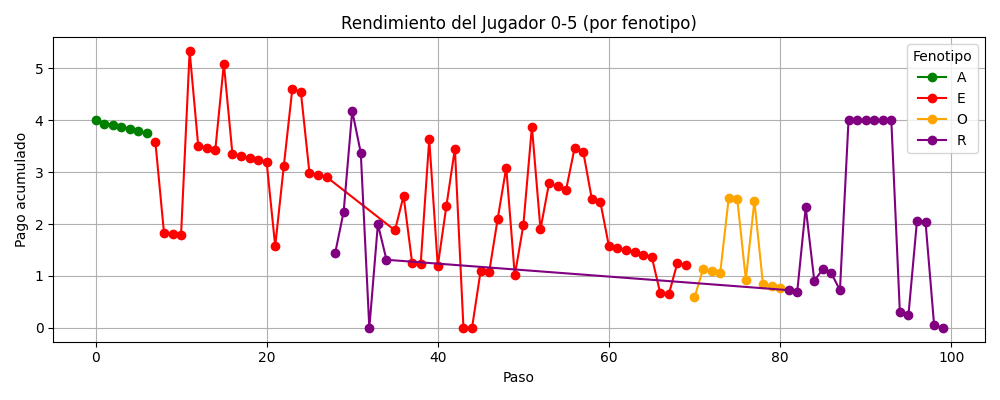 Rendimiento del Jugador 0-5 (por fenotipo)
Pago acumulado
5
4
3
2
1
0
Fenotipo
A
E
O
R
0 20 40 60 80 100
Paso